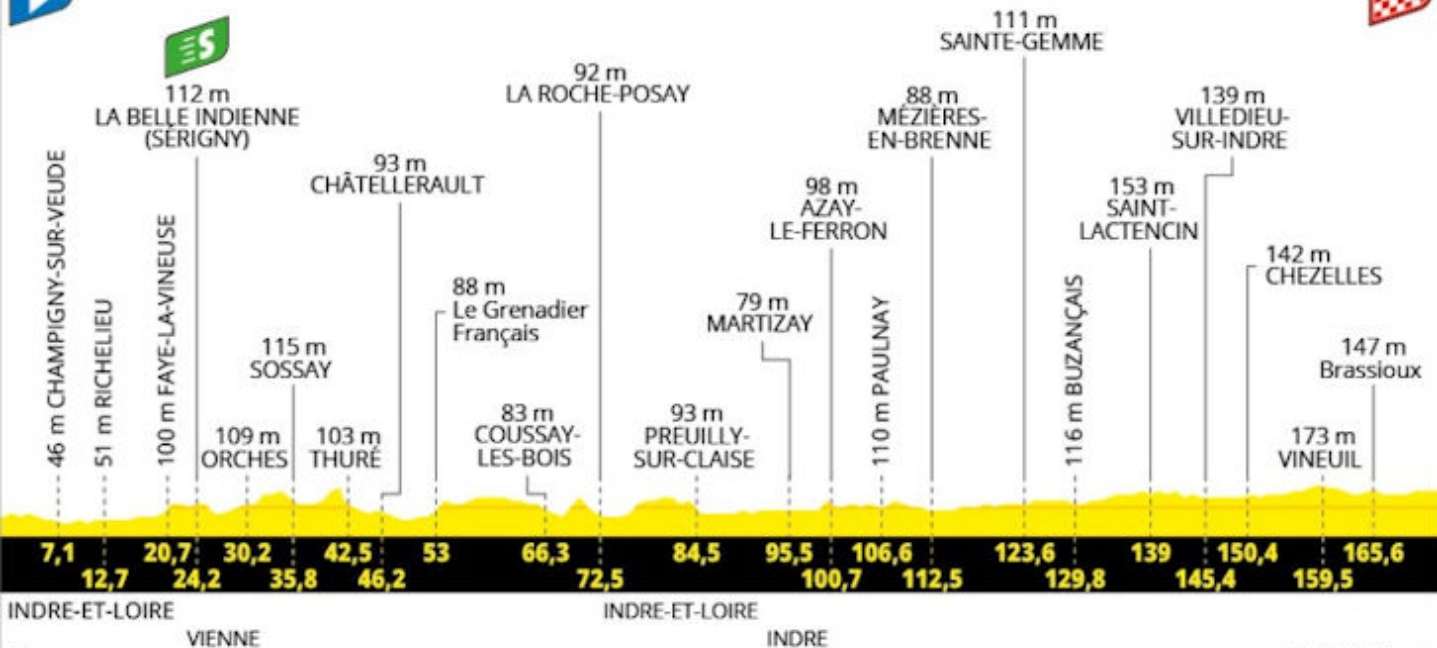 111 m
SAINTE-GEMME
S
92 m
LA ROCHE-POSAY
112 m
LA BELLE INDIENNE
(SÉRIGNY)
88 m
MÉZIÈRES-
EN-BRENNE
139 m
VILLEDIEU-
SUR-INDRE
93 m
CHÂTELLERAULT
98 m
AZAY-
LE-FERRON
153 m
SAINT-
LACTENCIN
46 m CHAMPIGNY-SUR-VEUDE
51 m RICHELIEU
100 m FAYE-LA-VINEUSE
142 m
CHEZELLES
88 m
Le Grenadier
Français
79 m
MARTIZAY
110 m PAULNAY
116 m BUZANÇAIS
115 m
SOSSAY
147 m
Brassioux
109 m
ORCHES
103 m
THURÉ
83 m
COUSSAY-
LES-BOIS
93 m
PREUILLY-
SUR-CLAISE
173 m
VINEUIL
7,1 20,7 30,2 42,5 53 66,3 84,5 95,5 106,6 123,6 139 150,4 165,6
12,7 24,2 35,8 46,2 72,5 100,7 112,5 129,8 145,4 159,5
INDRE-ET-LOIRE INDRE-ET-LOIRE
VIENNE INDRE